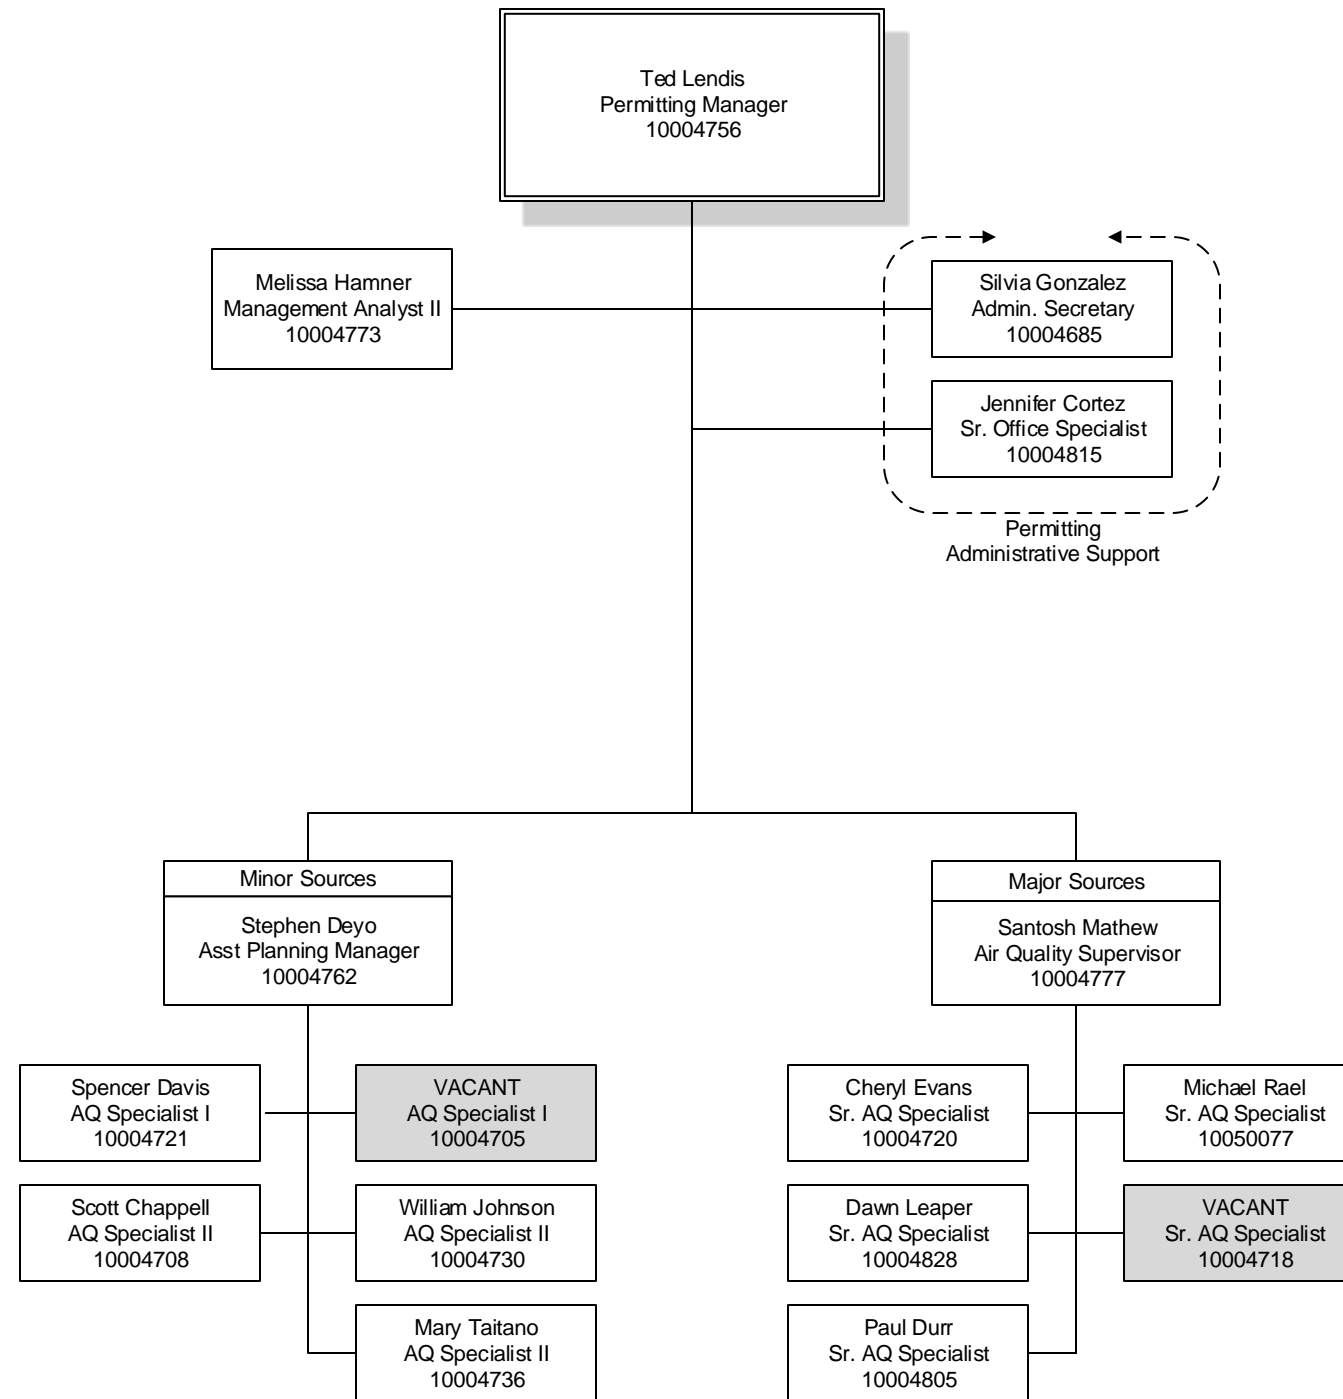 Ted Lendis
Permitting Manager
10004756
Melissa Hamner
Management Analyst II
10004773
Silvia Gonzalez
Admin. Secretary
10004685
Jennifer Cortez
Sr. Office Specialist
10004815
Permitting
Administrative Support
Minor Sources
Stephen Deyo
Asst Planning Manager
10004762
Major Sources
Santosh Mathew
Air Quality Supervisor
10004777
Spencer Davis
AQ Specialist I
10004721
VACANT
AQ Specialist I
10004705
Cheryl Evans
Sr. AQ Specialist
10004720
Michael Rael
Sr. AQ Specialist
10050077
Scott Chappell
AQ Specialist II
10004708
William Johnson
AQ Specialist II
10004730
Dawn Leaper
Sr. AQ Specialist
10004828
VACANT
Sr. AQ Specialist
10004718
Mary Taitano
AQ Specialist II
10004736
Paul Durr
Sr. AQ Specialist
10004805